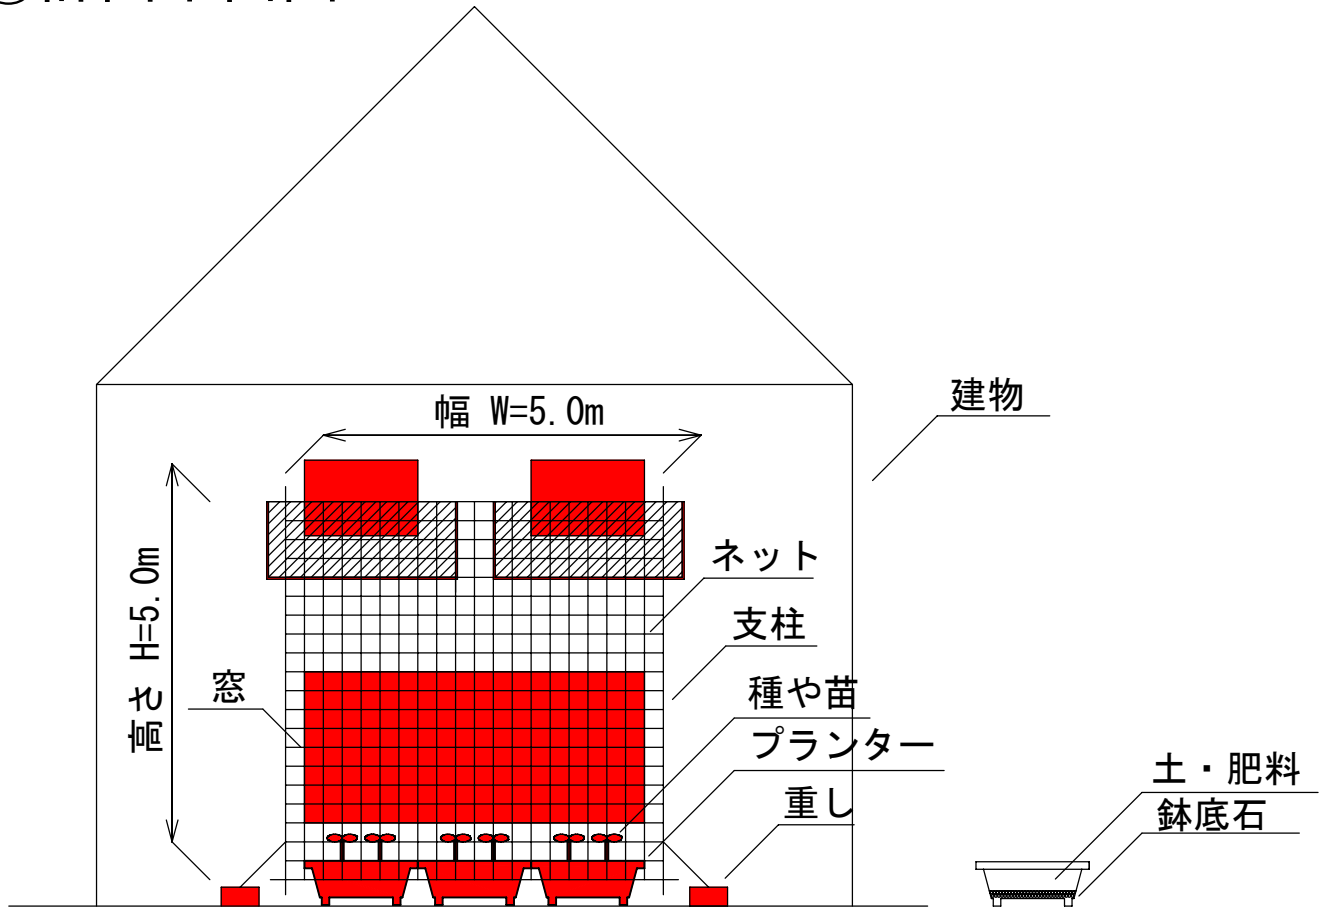 幅 W=5.0m
建物
高さ H=5.0m
ネット
支柱
窓
種や苗
プランター
重し
土・肥料
鉢底石